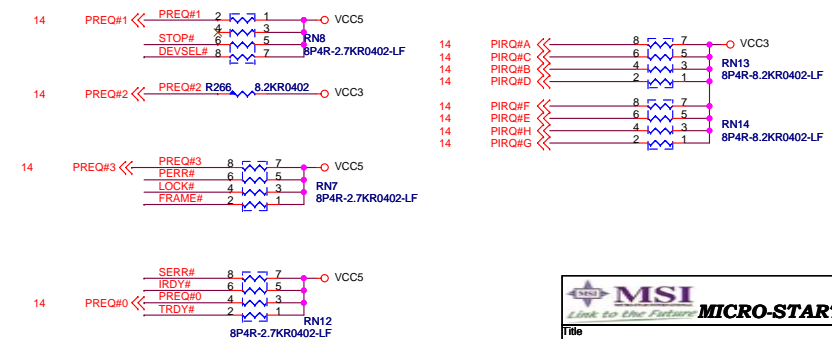 14 PREQ#1 PREQ#1 2 1 VCC5
4 3 RN8
STOP# 6 5 8P4R-2.7KR0402-LF
DEVSEL# 8 7
14 PREQ#2 PREQ#2 R266 8.2KR0402 VCC3
14 PREQ#3 PREQ#3 8 7 VCC5
PERR# 6 5
LOCK# 4 3 RN7
FRAME# 2 1 8P4R-2.7KR0402-LF
SERR# 8 7 VCC5
IRDY# 6 5
14 PREQ#0 PREQ#0 4 3
TRDY# 2 1 RN12
8P4R-2.7KR0402-LF
14 PIRQ#A 8 7 VCC3
14 PIRQ#C 6 5
14 PIRQ#B 4 3 RN13
14 PIRQ#D 2 1 8P4R-8.2KR0402-LF
14 PIRQ#F 8 7
14 PIRQ#E 6 5
14 PIRQ#H 4 3 RN14
14 PIRQ#G 2 1 8P4R-8.2KR0402-LF
MSI MSI
Link to the Future MICRO-START
Title